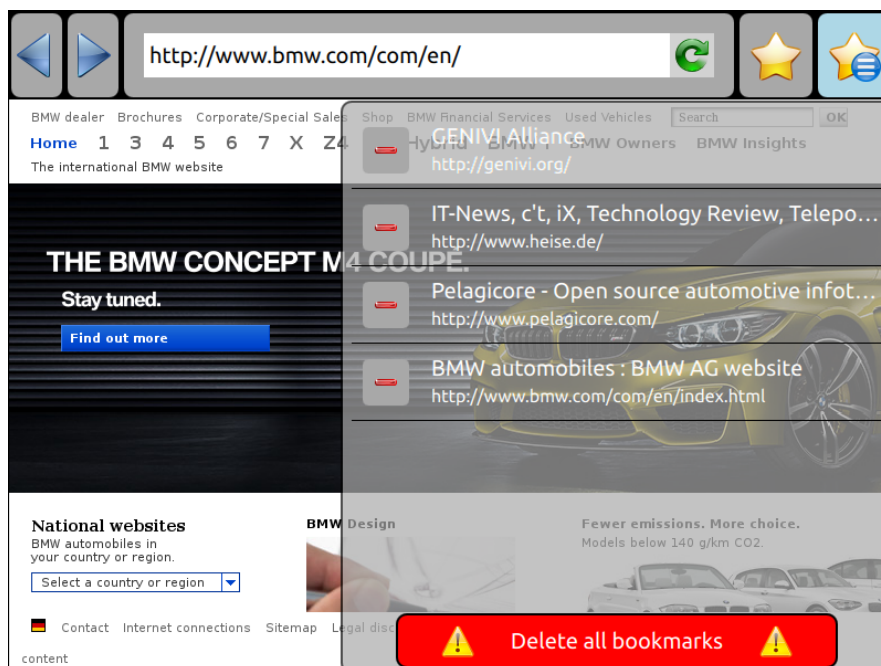 http://www.bmw.com/com/en/
BMW dealer Brochures Corporate/Special Sales Shop BMW Financial Services Used Vehicles Search OK
Home 1 3 4 5 6 7 X Z4 Hybrid BMW i BMW Owners BMW Insights
The international BMW website
GENIVI Alliance
http://genivi.org/
IT-News, c't, iX, Technology Review, Telepo...
http://www.heise.de/
THE BMW CONCEPT M4 COUPE.
Stay tuned.
Find out more
Pelagicore - Open source automotive infot...
http://www.pelagicore.com/
BMW automobiles : BMW AG website
http://www.bmw.com/com/en/index.html
National websites
BMW automobiles in
your country or region.
Select a country or region
BMW Design
Fewer emissions. More choice.
Models below 140 g/km CO2.
Contact Internet connections Sitemap Legal
content
Delete all bookmarks